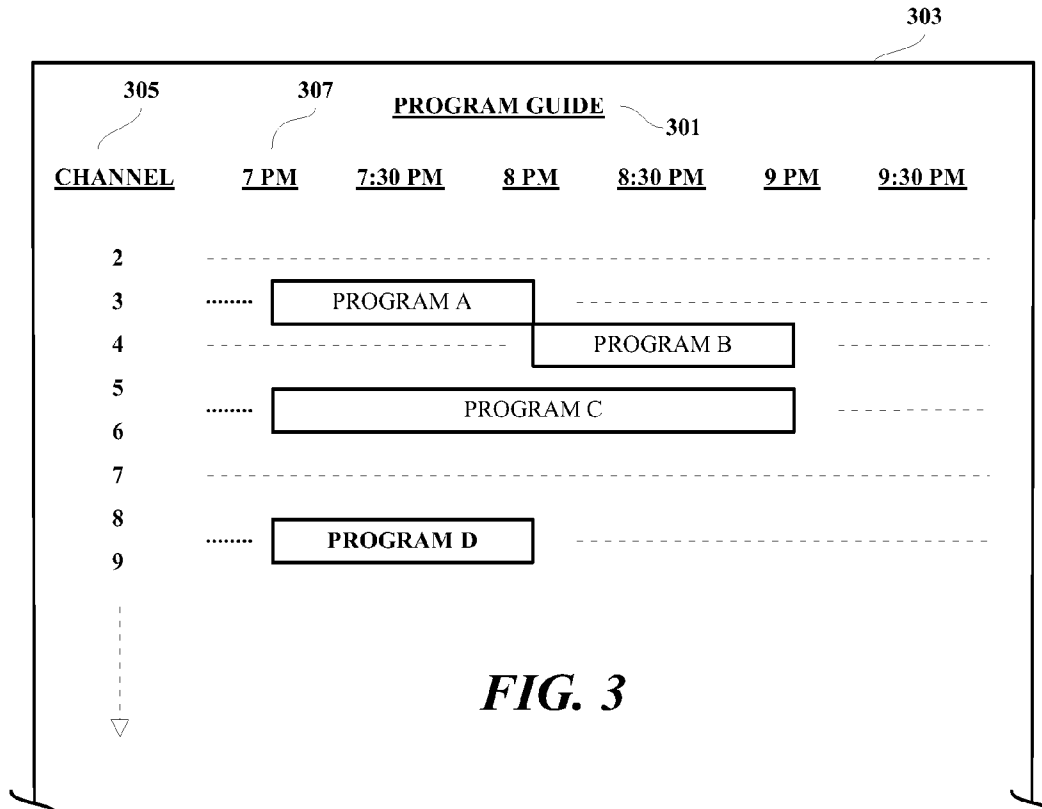 303
305 307
PROGRAM GUIDE
301
CHANNEL 7 PM 7:30 PM 8 PM 8:30 PM 9 PM 9:30 PM
2
3 PROGRAM A
4 PROGRAM B
5
PROGRAM C
6
7
8
PROGRAM D
9
FIG. 3